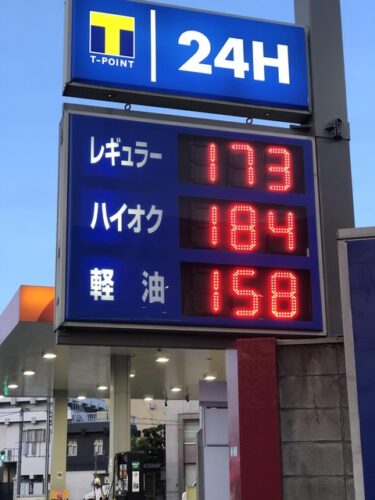 T
T-POINT
24H
レギュラー 173
ハイオク 184
軽油 158